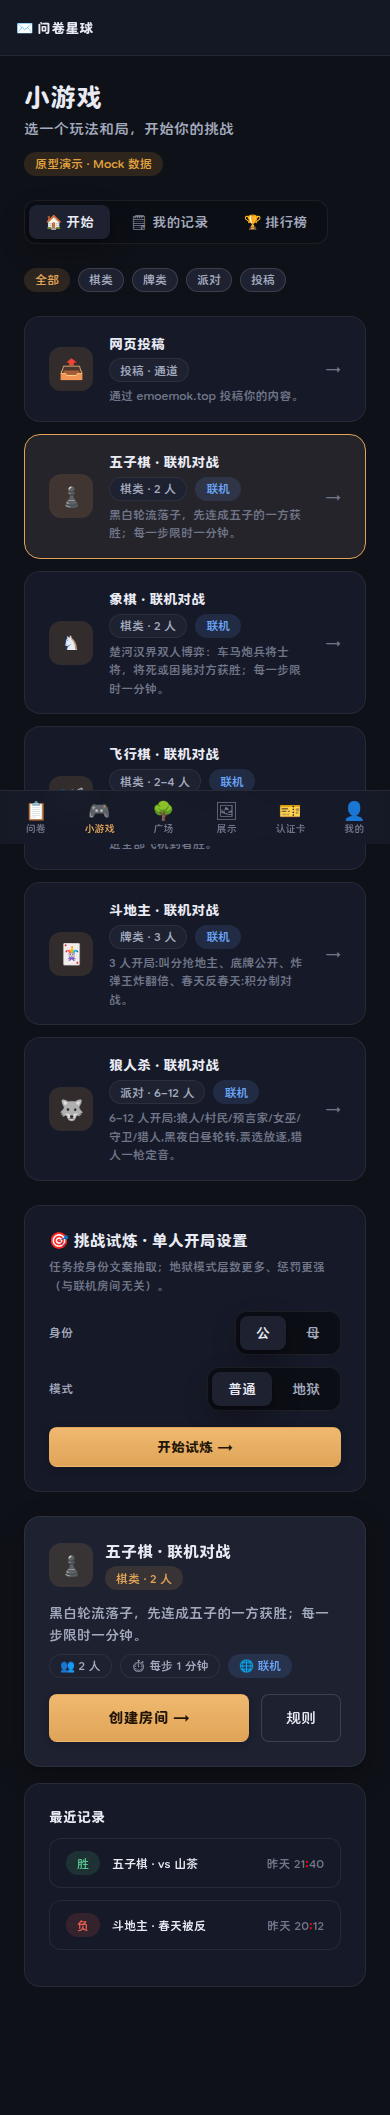 问卷星球
小游戏
选一个玩法和局，开始你的挑战
原型演示 · Mock 数据
开始
我的记录
排行榜
全部
棋类
牌类
派对
投稿
网页投稿
投稿 · 通道
通过 emoemok.top 投稿你的内容。
→
五子棋 · 联机对战
棋类 · 2 人
联机
黑白轮流落子，先连成五子的一方获
胜；每一步限时一分钟。
→
象棋 · 联机对战
棋类 · 2 人
联机
楚河汉界双人博弈：车马炮兵将士
将，将死或困毙对方获胜；每一步限
时一分钟。
→
飞行棋 · 联机对战
棋类 · 2–4 人
联机
问卷
小游戏
广场
展示
认证卡
我的
斗地主 · 联机对战
牌类 · 3 人
联机
3 人开局:叫分抢地主、底牌公开、炸
弹王炸翻倍、春天反春天;积分制对
战。
→
狼人杀 · 联机对战
派对 · 6–12 人
联机
6–12 人开局:狼人/村民/预言家/女巫/
守卫/猎人,黑夜白昼轮转,票选放逐,猎
人一枪定音。
→
挑战试炼 · 单人开局设置
任务按身份文案抽取；地狱模式层数更多、惩罚更强
（与联机房间无关）。
身份
公
母
模式
普通
地狱
开始试炼 →
五子棋 · 联机对战
棋类 · 2 人
黑白轮流落子，先连成五子的一方获胜；每一
步限时一分钟。
2 人
每步 1 分钟
联机
创建房间 →
规则
最近记录
胜
五子棋 · vs 山茶
昨天 21:40
负
斗地主 · 春天被反
昨天 20:12